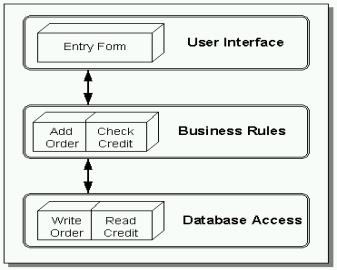 Entry Form
User Interface
Add Check
Order Credit
Business Rules
Write Read
Order Credit
Database Access